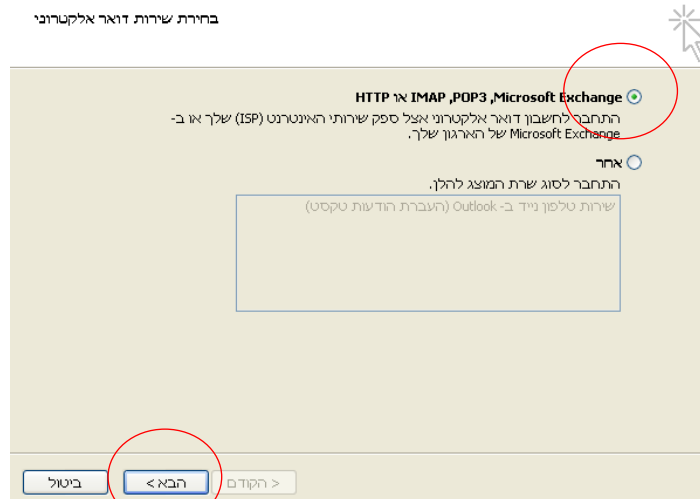 בחירת שירות דואר אלקטרוני
Microsoft Exchange, POP3, IMAP או HTTP
התחבר לחשבון דואר אלקטרוני אצל ספק שירותי האינטרנט (ISP) שלך או ב-
Microsoft Exchange של הארגון שלך.
אחר
התחבר לסוג שרת המוצג להלן.
שירות טלפון נייד ב- Outlook (העברת הודעות טקסט)
< הקודם
הבא >
ביטול